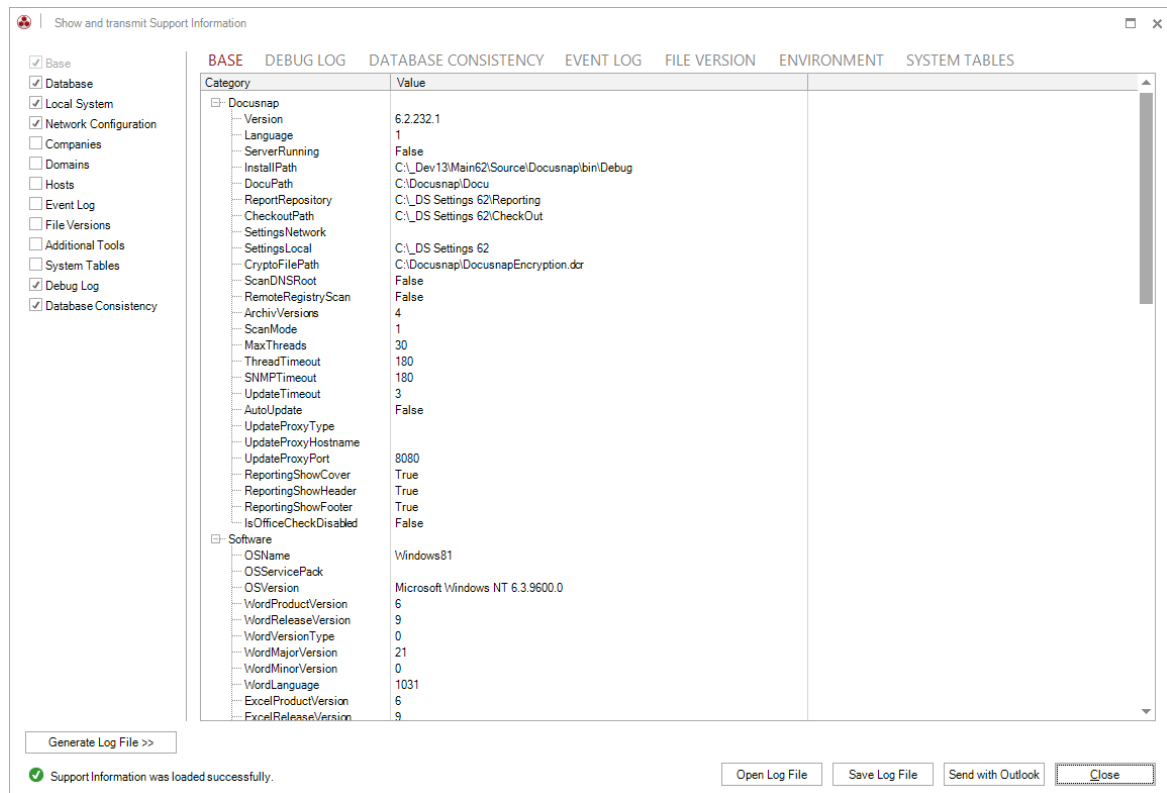 Show and transmit Support Information
Base
Database
Local System
Network Configuration
Companies
Domains
Hosts
Event Log
File Versions
Additional Tools
System Tables
Debug Log
Database Consistency
BASE DEBUG LOG DATABASE CONSISTENCY EVENT LOG FILE VERSION ENVIRONMENT SYSTEM TABLES
Category Value
Docusnap
Version 6.2.232.1
Language 1
ServerRunning False
InstallPath C:\_Dev13\Main62\Source\Docusnap\bin\Debug
DocuPath C:\Docusnap\Docu
ReportRepository C:\_DS Settings 62\Reporting
CheckoutPath C:\_DS Settings 62\CheckOut
SettingsNetwork
SettingsLocal C:\_DS Settings 62
CryptoFilePath C:\Docusnap\DocusnapEncryption.dcr
ScanDNSRoot False
RemoteRegistryScan False
ArchivVersions 4
ScanMode 1
MaxThreads 30
ThreadTimeout 180
SNMPTimeout 180
UpdateTimeout 3
AutoUpdate False
UpdateProxyType
UpdateProxyHostname
UpdateProxyPort 8080
ReportingShowCover True
ReportingShowHeader True
ReportingShowFooter True
IsOfficeCheckDisabled False
Software
OSName Windows81
OSServicePack
OSVersion Microsoft Windows NT 6.3.9600.0
WordProductVersion 6
WordReleaseVersion 9
WordVersionType 0
WordMajorVersion 21
WordMinorVersion 0
WordLanguage 1031
ExcelProductVersion 6
ExcelReleaseVersion 9
Generate Log File >>
Support Information was loaded successfully.
Open Log File Save Log File Send with Outlook Close